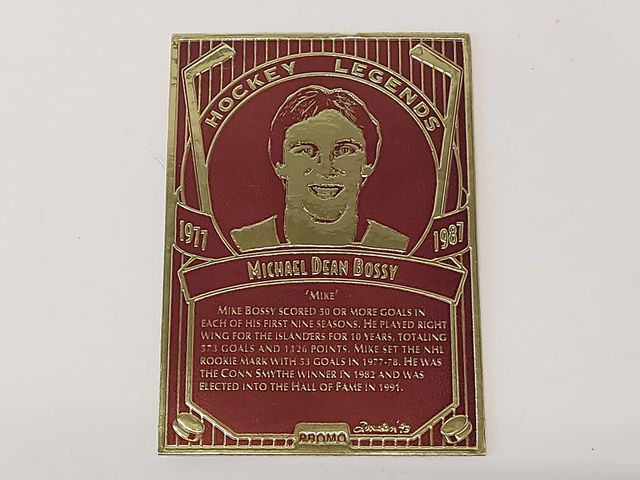 HOCKEY LEGENDS
1977
1987
MICHAEL DEAN BOSSY
'MIKE'
MIKE BOSSY SCORED 50 OR MORE GOALS IN
EACH OF HIS FIRST NINE SEASONS. HE PLAYED RIGHT
WING FOR THE ISLANDERS FOR 10 YEARS, TOTALING
573 GOALS AND 1126 POINTS. MIKE SET THE NHL
ROOKIE MARK WITH 53 GOALS IN 1977-78. HE WAS
THE CONN SMYTHE WINNER IN 1982 AND WAS
ELECTED INTO THE HALL OF FAME IN 1991.
PROMO